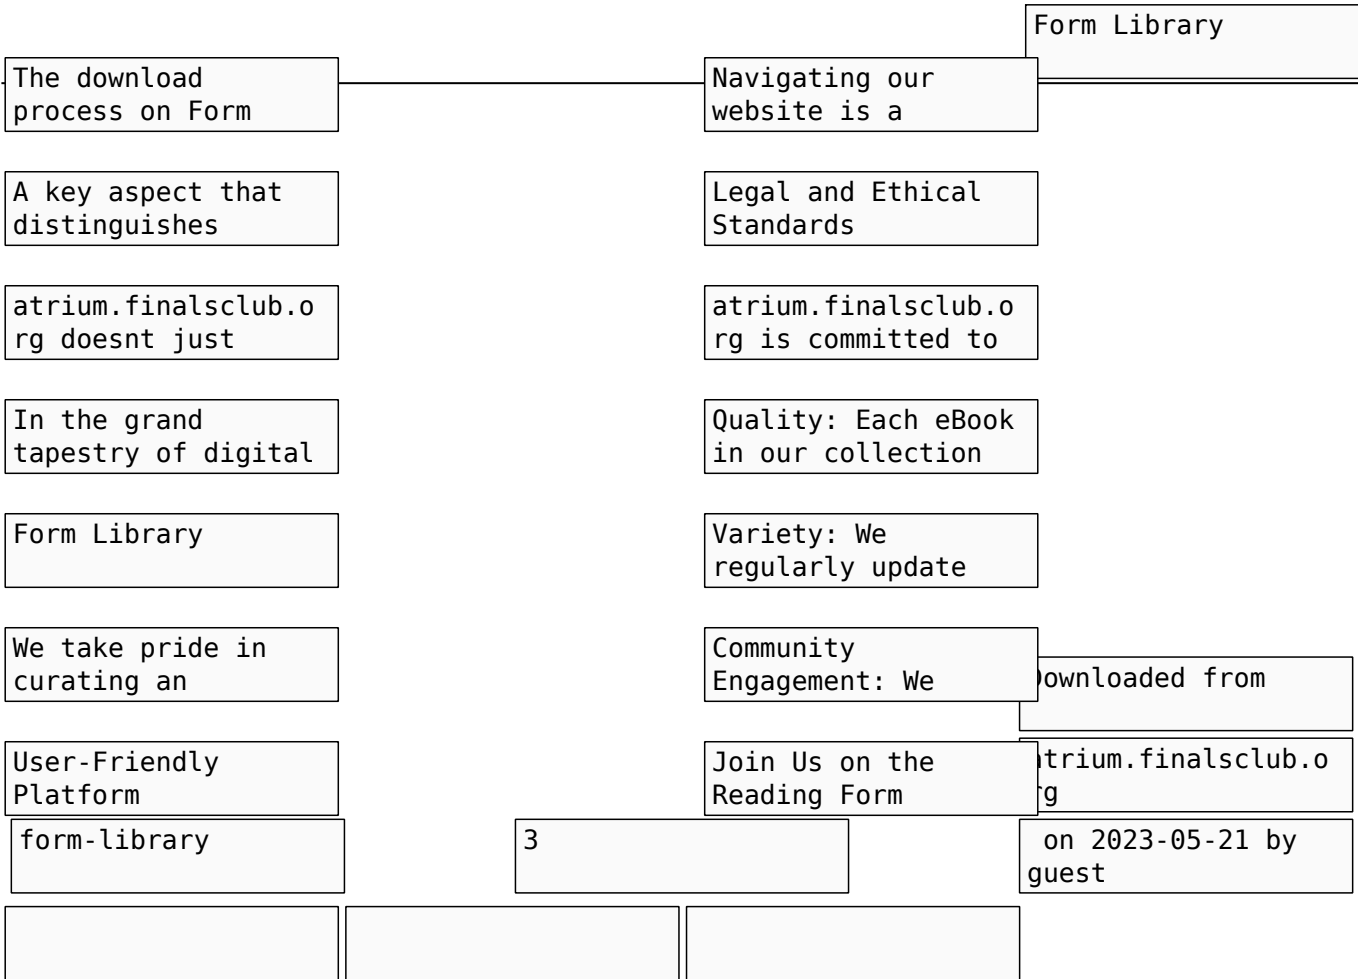 Form Library
The download
process on Form
A key aspect that
distinguishes
atrium.finalsclub.o
rg doesnt just
In the grand
tapestry of digital
Form Library
We take pride in
curating an
User-Friendly
Platform
Navigating our
website is a
Legal and Ethical
Standards
atrium.finalsclub.o
rg is committed to
Quality: Each eBook
in our collection
Variety: We
regularly update
Community
Engagement: We
Join Us on the
Reading Form
form-library
3
Downloaded from
atrium.finalsclub.o
rg
on 2023-05-21 by
guest